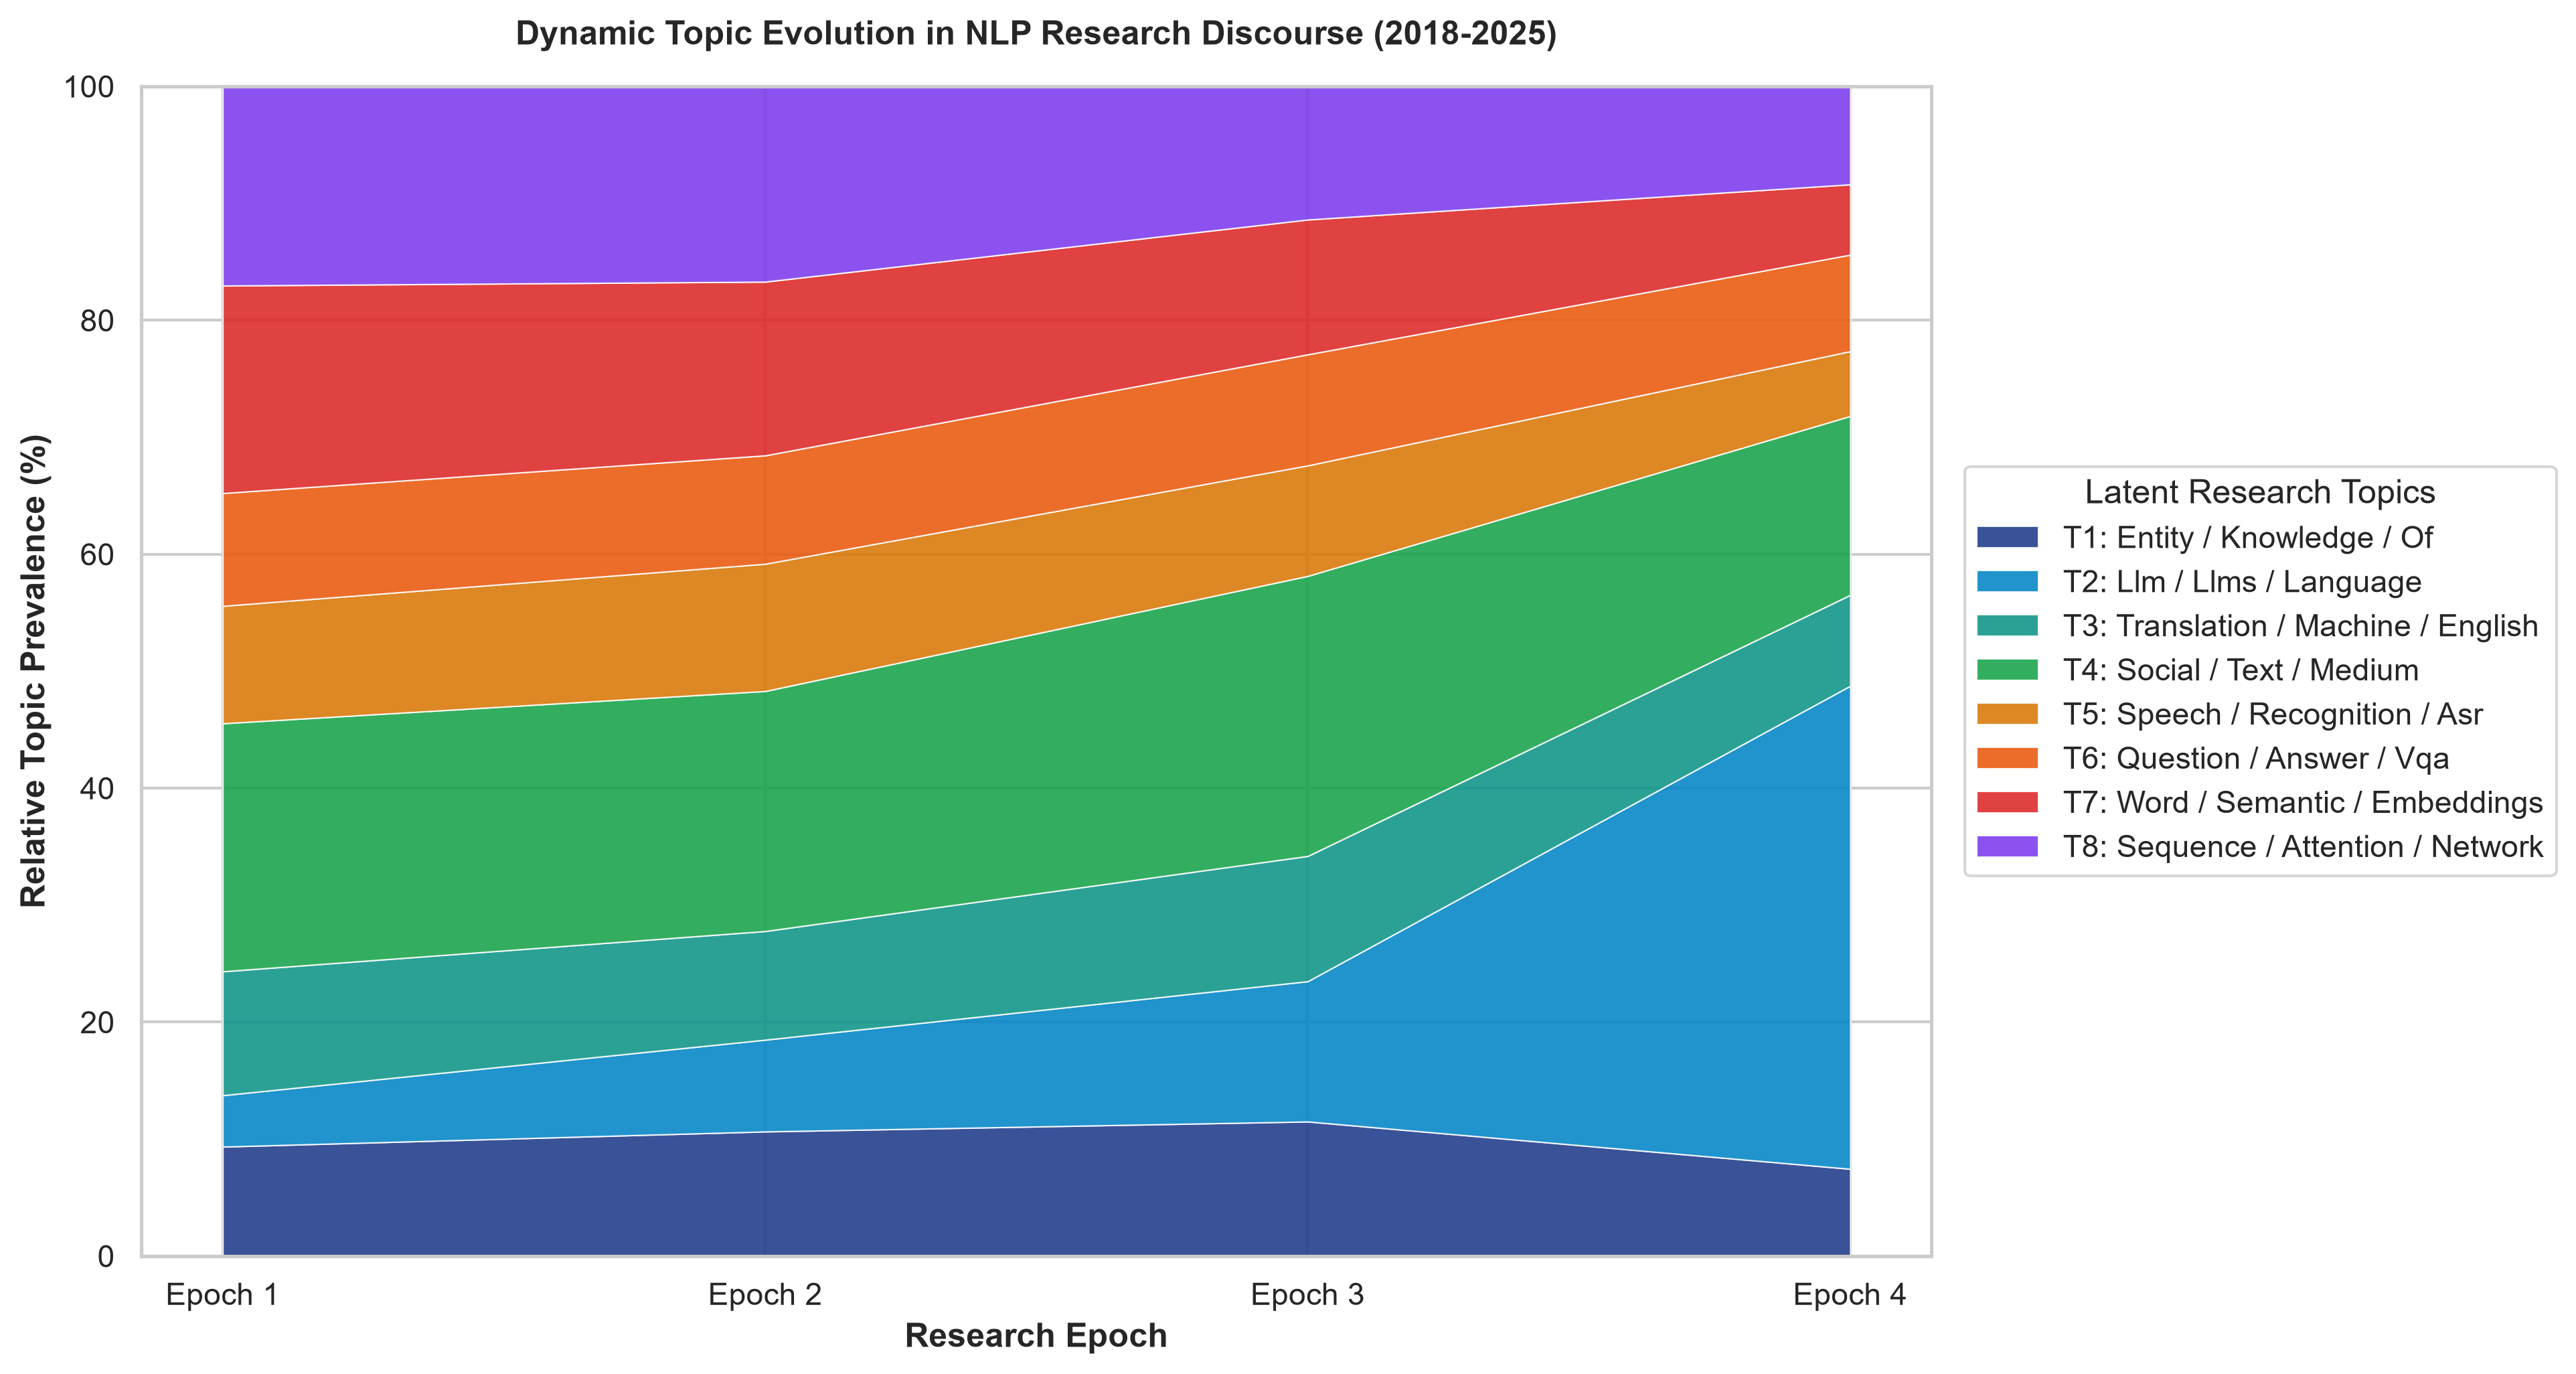 Dynamic Topic Evolution in NLP Research Discourse (2018-2025)
Relative Topic Prevalence (%)
100
80
60
40
20
0
Epoch 1
Epoch 2
Epoch 3
Epoch 4
Research Epoch
Latent Research Topics
T1: Entity / Knowledge / Of
T2: Llm / Llms / Language
T3: Translation / Machine / English
T4: Social / Text / Medium
T5: Speech / Recognition / Asr
T6: Question / Answer / Vqa
T7: Word / Semantic / Embeddings
T8: Sequence / Attention / Network